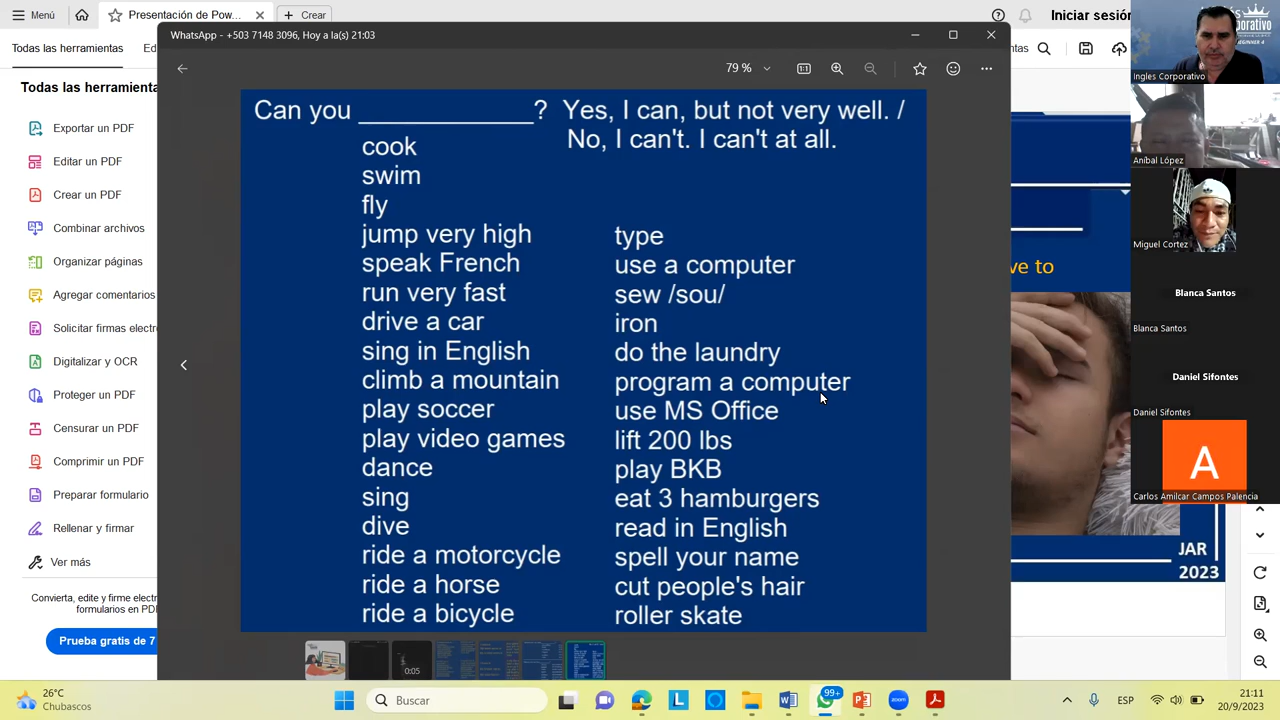 Menú
Presentación de Pow...
+ Crear
Iniciar sesión
Todas las herramientas
WhatsApp - +503 7148 3096, Hoy a la(s) 21:03
79 %
1:1
Todas las herramientas
Exportar un PDF
Editar un PDF
Crear un PDF
Combinar archivos
Organizar páginas
Agregar comentarios
Solicitar firmas electr
Digitalizar y OCR
Proteger un PDF
Censurar un PDF
Comprimir un PDF
Preparar formulario
Rellenar y firmar
Ver más
Convierta, edite y firme electr
formularios en PD
Prueba gratis de 7
Can you ____________? Yes, I can, but not very well. /
No, I can't. I can't at all.
cook
swim
fly
jump very high
speak French
run very fast
drive a car
sing in English
climb a mountain
play soccer
play video games
dance
sing
dive
ride a motorcycle
ride a horse
ride a bicycle
type
use a computer
sew /sou/
iron
do the laundry
program a computer
use MS Office
lift 200 lbs
play BKB
eat 3 hamburgers
read in English
spell your name
cut people's hair
roller skate
0:05
ve to
JAR
2023
BEGINNER 4
Ingles Corporativo
Aníbal López
Miguel Cortez
Blanca Santos
Blanca Santos
Daniel Sifontes
Daniel Sifontes
A
Carlos Amilcar Campos Palencia
26°C
Chubascos
Buscar
99+
ESP
21:11
20/9/2023